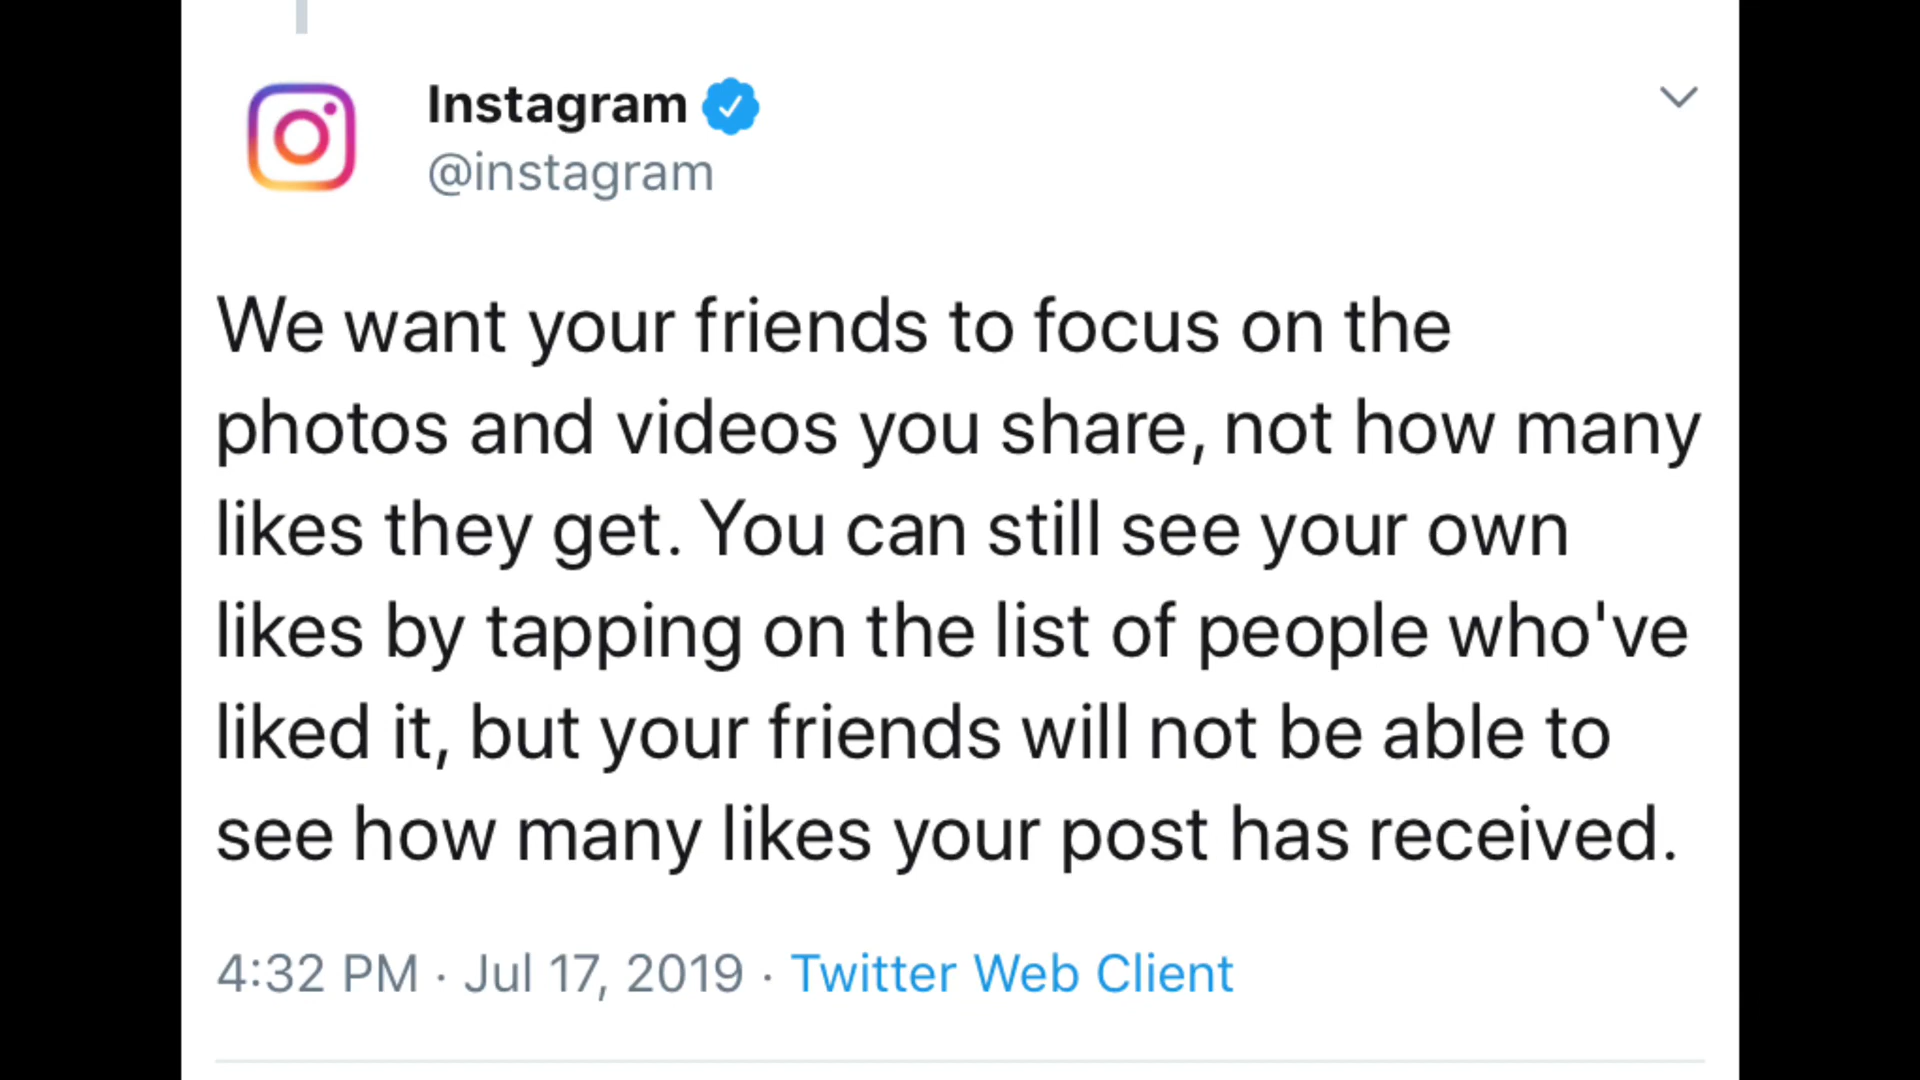 Instagram
@instagram
We want your friends to focus on the
photos and videos you share, not how many
likes they get. You can still see your own
likes by tapping on the list of people who've
liked it, but your friends will not be able to
see how many likes your post has received.
4:32 PM · Jul 17, 2019 · Twitter Web Client